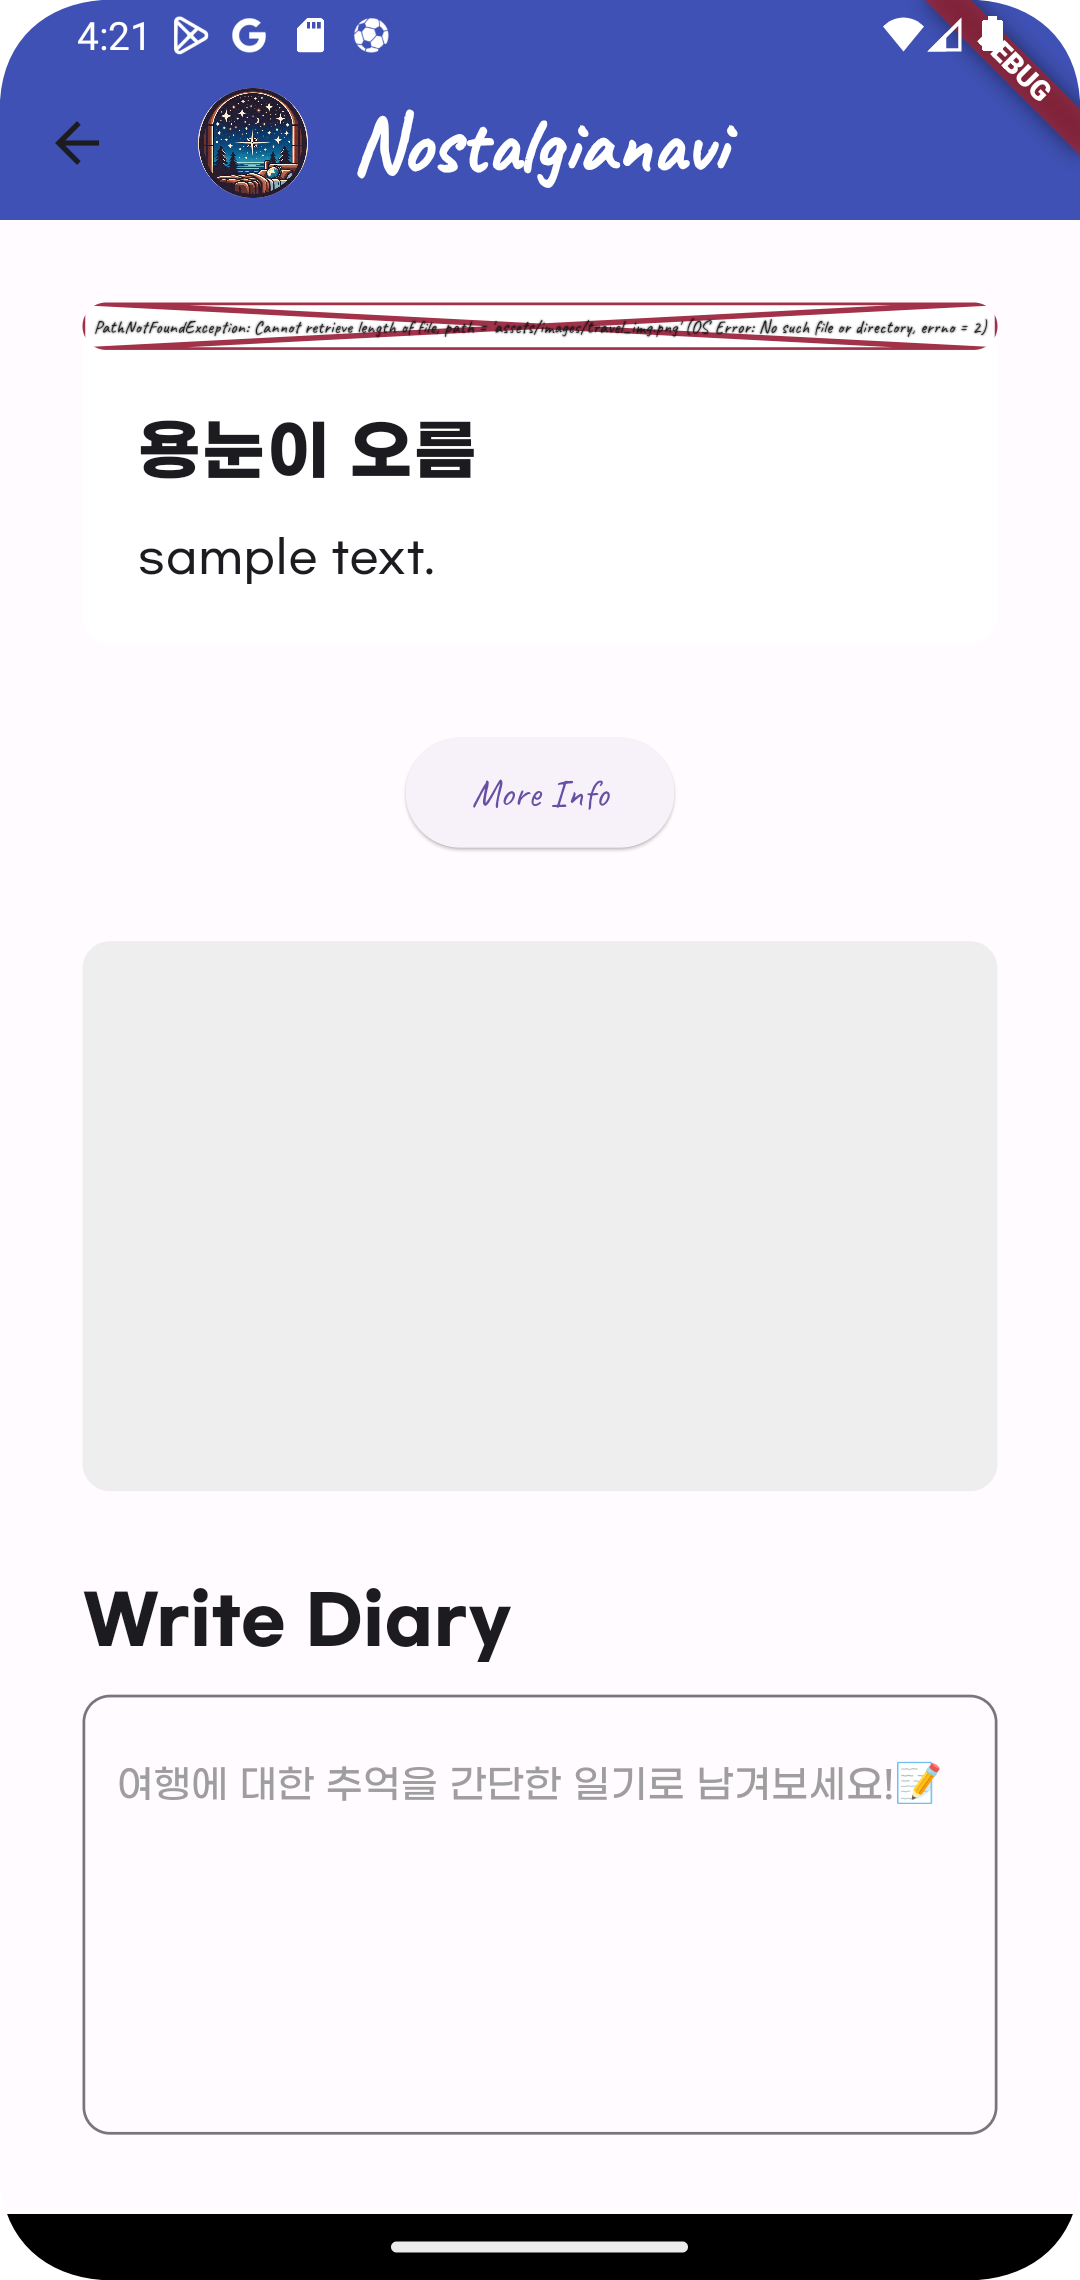 4:21
DEBUG
Nostalgianavi
PathNotFoundException: Cannot retrieve length of file, path = 'assets/images/travel_img.png' (OS Error: No such file or directory, errno = 2)
용눈이 오름
sample text.
More Info
Write Diary
여행에 대한 추억을 간단한 일기로 남겨보세요!📝